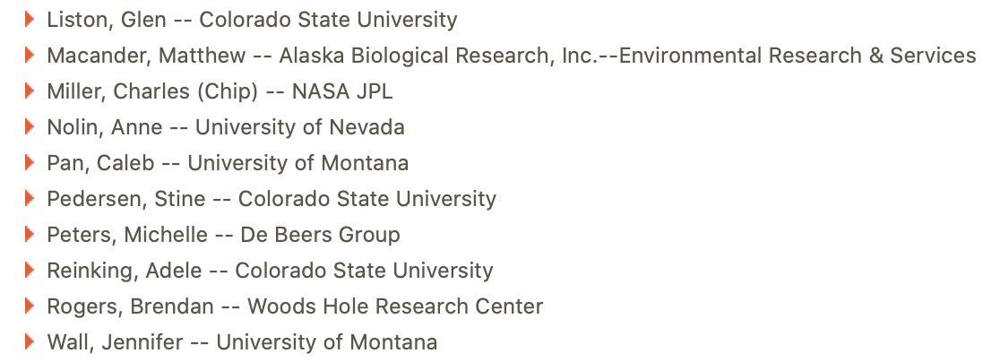 Liston, Glen -- Colorado State University
Macander, Matthew -- Alaska Biological Research, Inc.--Environmental Research & Services
Miller, Charles (Chip) -- NASA JPL
Nolin, Anne -- University of Nevada
Pan, Caleb -- University of Montana
Pedersen, Stine -- Colorado State University
Peters, Michelle -- De Beers Group
Reinking, Adele -- Colorado State University
Rogers, Brendan -- Woods Hole Research Center
Wall, Jennifer -- University of Montana